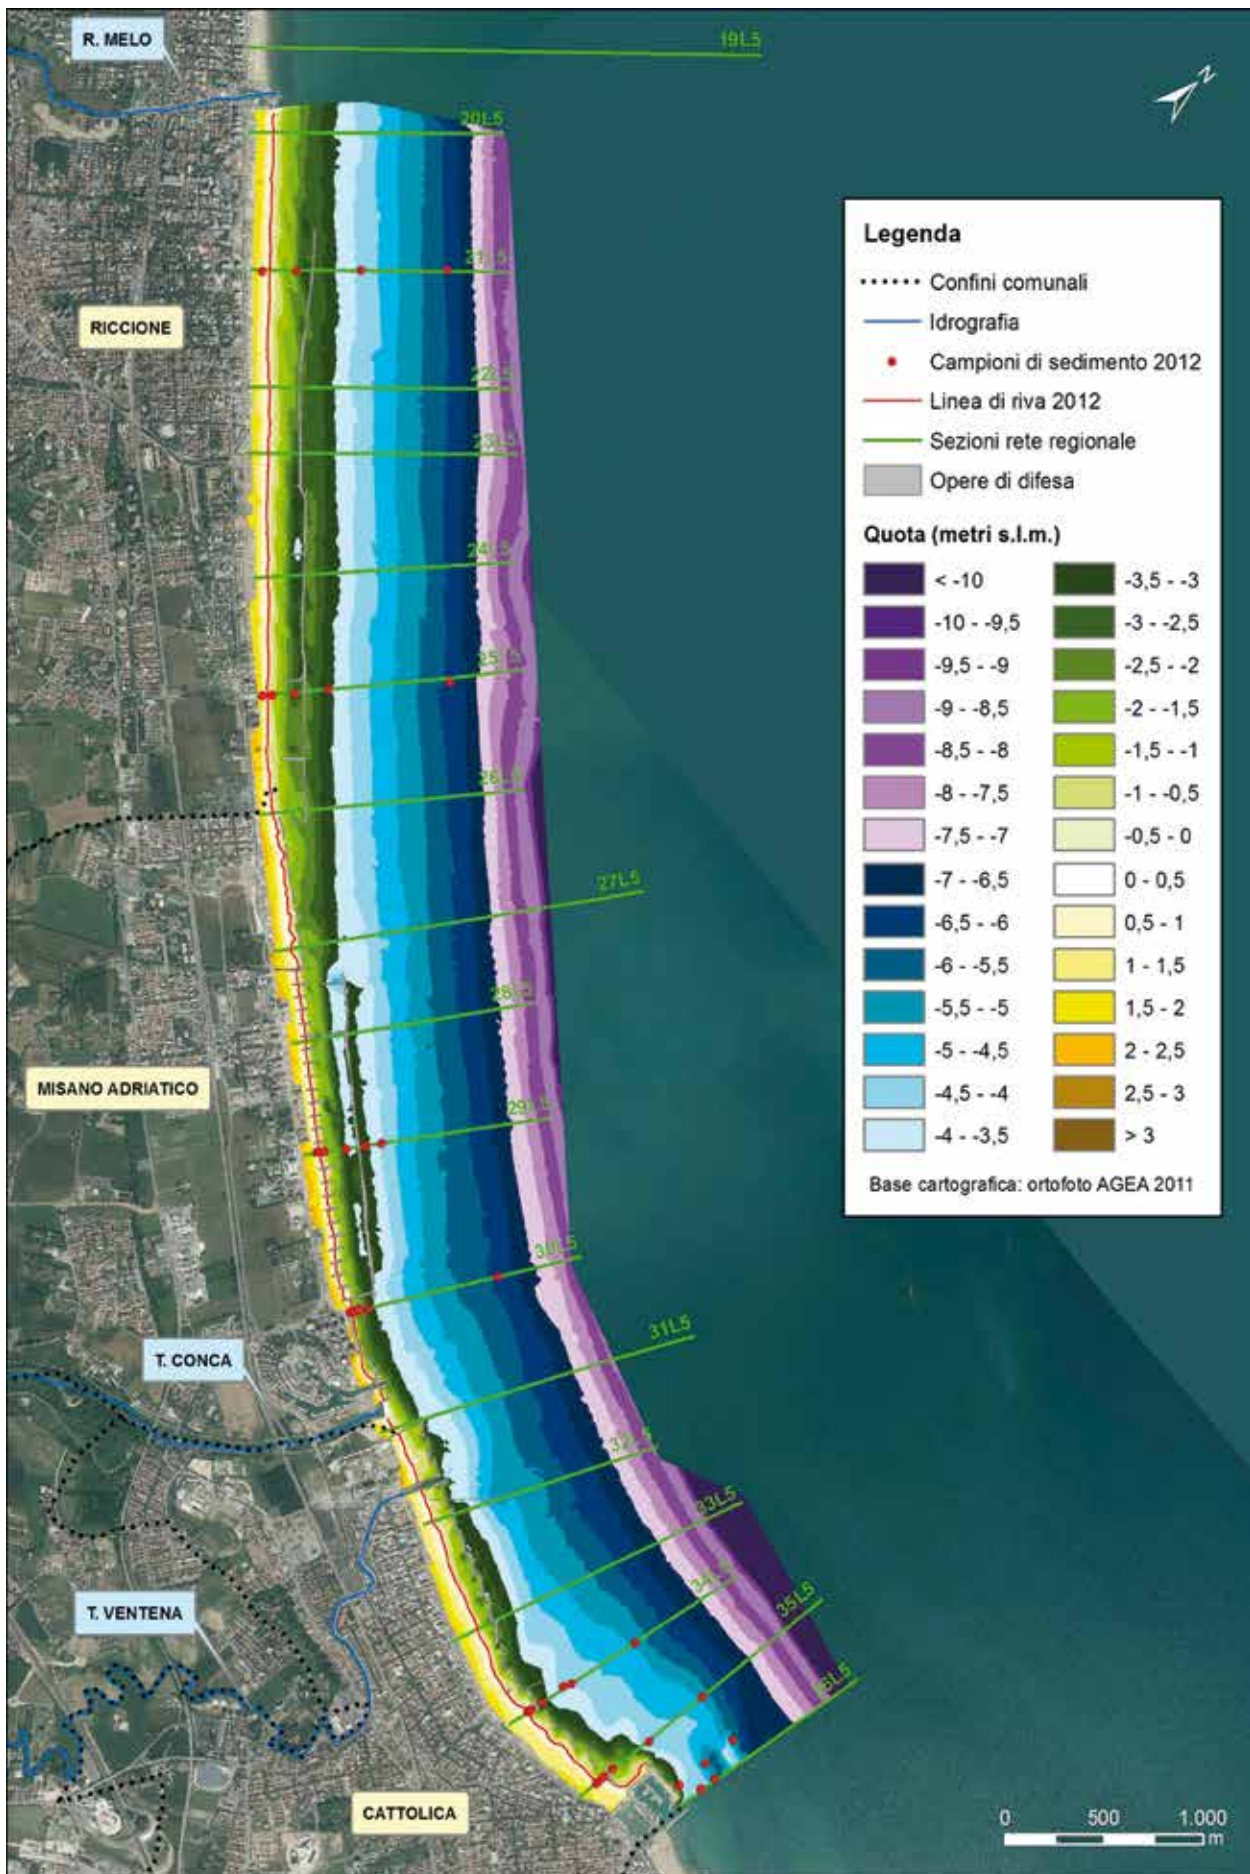 R. MELO
19L5
N
20L5
21L5
RICCIONE
22L5
23L5
24L5
25L5
26L5
27L5
28L5
MISANO ADRIATICO
29L5
30L5
T. CONCA
31L5
32L5
33L5
34L5
35L5
T. VENTENA
36L5
CATTOLICA
Legenda
Confini comunali
Idrografia
Campioni di sedimento 2012
Linea di riva 2012
Sezioni rete regionale
Opere di difesa
Quota (metri s.l.m.)
< -10
-10 - -9,5
-9,5 - -9
-9 - -8,5
-8,5 - -8
-8 - -7,5
-7,5 - -7
-7 - -6,5
-6,5 - -6
-6 - -5,5
-5,5 - -5
-5 - -4,5
-4,5 - -4
-4 - -3,5
-3,5 - -3
-3 - -2,5
-2,5 - -2
-2 - -1,5
-1,5 - -1
-1 - -0,5
-0,5 - 0
0 - 0,5
0,5 - 1
1 - 1,5
1,5 - 2
2 - 2,5
2,5 - 3
> 3
Base cartografica: ortofoto AGEA 2011
0 500 1.000
m